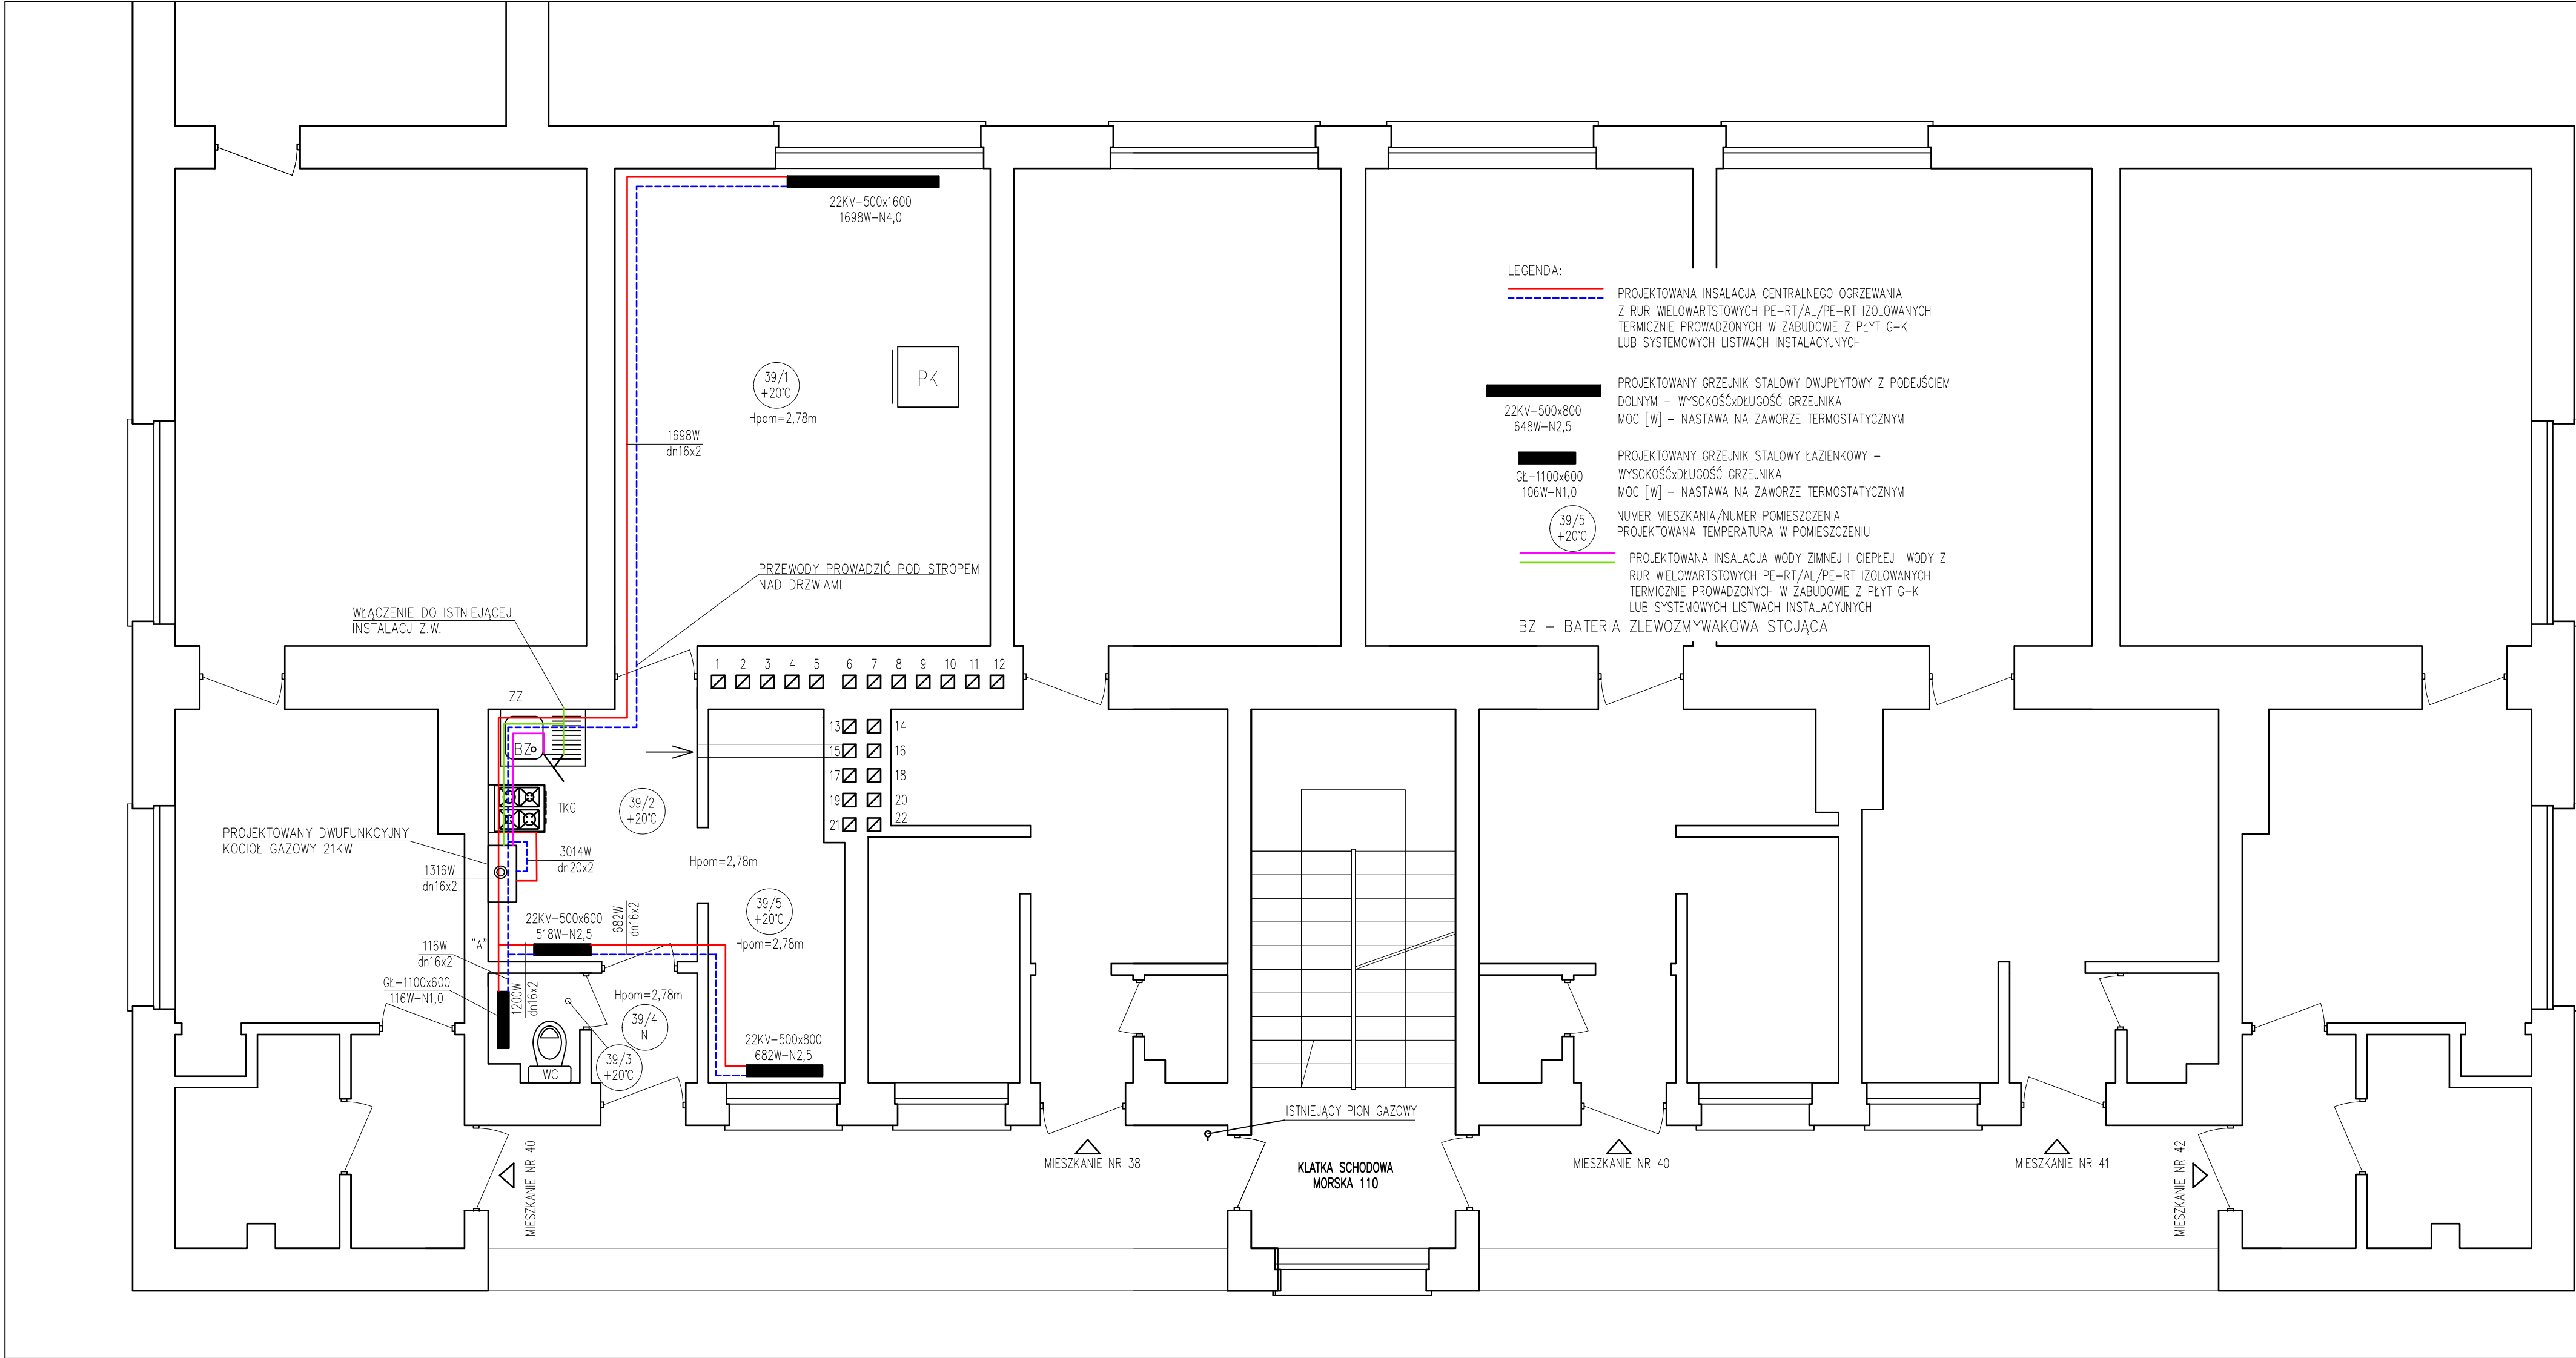 22KV-500x1600
1698W-N4,0
39/1
+20°C
Hpom=2,78m
PK
1698W
dn16x2
PRZEWODY PROWADZIĆ POD STROPEM
NAD DRZWIAMI
WŁĄCZENIE DO ISTNIEJĄCEJ
INSTALACJ Z.W.
LEGENDA:
PROJEKTOWANA INSALACJA CENTRALNEGO OGRZEWANIA
Z RUR WIELOWARTSTOWYCH PE-RT/AL/PE-RT IZOLOWANYCH
TERMICZNIE PROWADZONYCH W ZABUDOWIE Z PŁYT G-K
LUB SYSTEMOWYCH LISTWACH INSTALACYJNYCH
22KV-500x800
648W-N2,5
PROJEKTOWANY GRZEJNIK STALOWY DWUPŁYTOWY Z PODEJŚCIEM
DOLNYM - WYSOKOŚĆxDŁUGOŚĆ GRZEJNIKA
MOC [W] - NASTAWA NA ZAWORZE TERMOSTATYCZNYM
GŁ-1100x600
106W-N1,0
PROJEKTOWANY GRZEJNIK STALOWY ŁAZIENKOWY -
WYSOKOŚĆxDŁUGOŚĆ GRZEJNIKA
MOC [W] - NASTAWA NA ZAWORZE TERMOSTATYCZNYM
39/5
+20°C
NUMER MIESZKANIA/NUMER POMIESZCZENIA
PROJEKTOWANA TEMPERATURA W POMIESZCZENIU
PROJEKTOWANA INSALACJA WODY ZIMNEJ I CIEPŁEJ WODY Z
RUR WIELOWARTSTOWYCH PE-RT/AL/PE-RT IZOLOWANYCH
TERMICZNIE PROWADZONYCH W ZABUDOWIE Z PŁYT G-K
LUB SYSTEMOWYCH LISTWACH INSTALACYJNYCH
BZ - BATERIA ZLEWOZMYWAKOWA STOJĄCA
1 2 3 4 5 6 7 8 9 10 11 12
13 14
15 16
17 18
19 20
21 22
ZZ
BZ
TKG
39/2
+20°C
PROJEKTOWANY DWUFUNKCYJNY
KOCIOŁ GAZOWY 21KW
3014W
dn20x2
1316W
dn16x2
Hpom=2,78m
39/5
+20°C
Hpom=2,78m
22KV-500x600
518W-N2,5
682W
dn16x2
"A"
116W
dn16x2
GŁ-1100x600
116W-N1,0
1200W
dn16x2
Hpom=2,78m
39/4
N
39/3
+20°C
WC
22KV-500x800
682W-N2,5
ISTNIEJĄCY PION GAZOWY
KLATKA SCHODOWA
MORSKA 110
MIESZKANIE NR 40
MIESZKANIE NR 38
MIESZKANIE NR 40
MIESZKANIE NR 41
MIESZKANIE NR 42